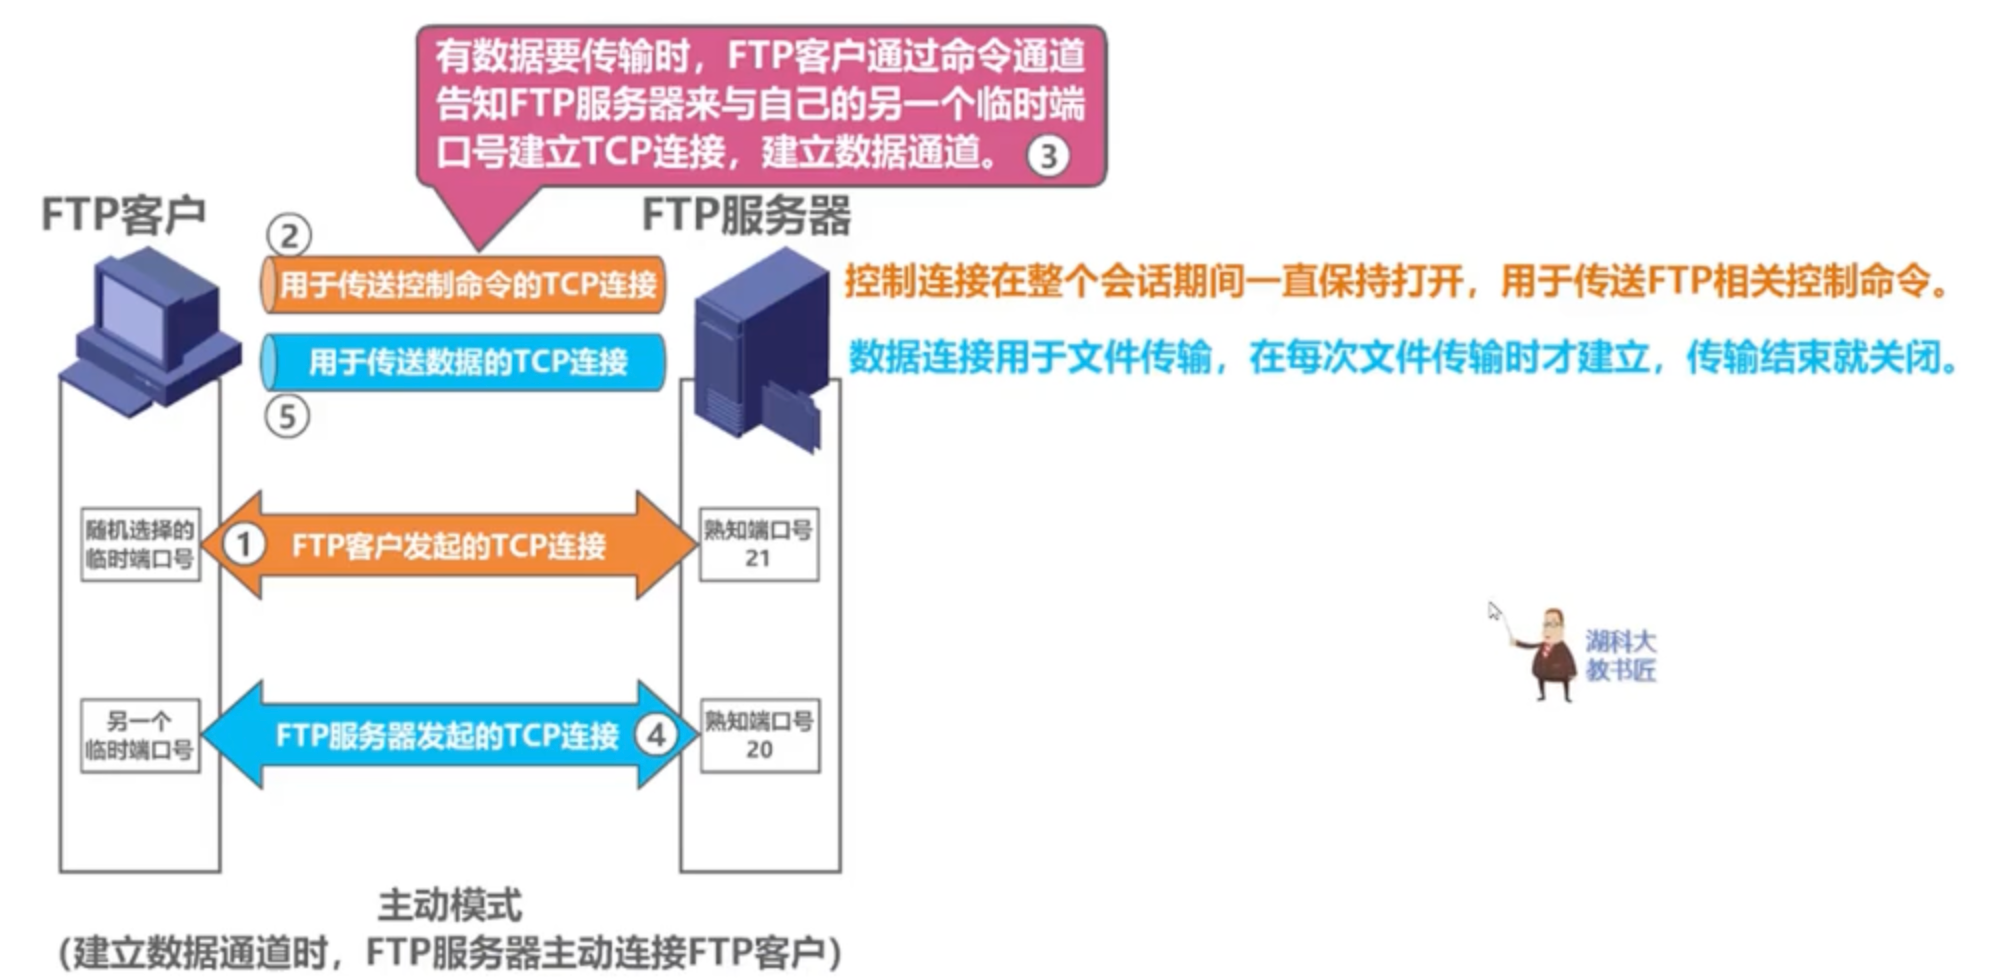 有数据要传输时，FTP客户通过命令通道
告知FTP服务器来与自己的另一个临时端
口号建立TCP连接，建立数据通道。 ③
FTP客户
FTP服务器
②
用于传送控制命令的TCP连接
控制连接在整个会话期间一直保持打开，用于传送FTP相关控制命令。
用于传送数据的TCP连接
数据连接用于文件传输，在每次文件传输时才建立，传输结束就关闭。
⑤
随机选择的
临时端口号
① FTP客户发起的TCP连接
熟知端口号
21
湖科大
教书匠
另一个
临时端口号
FTP服务器发起的TCP连接 ④
熟知端口号
20
主动模式
（建立数据通道时，FTP服务器主动连接FTP客户）